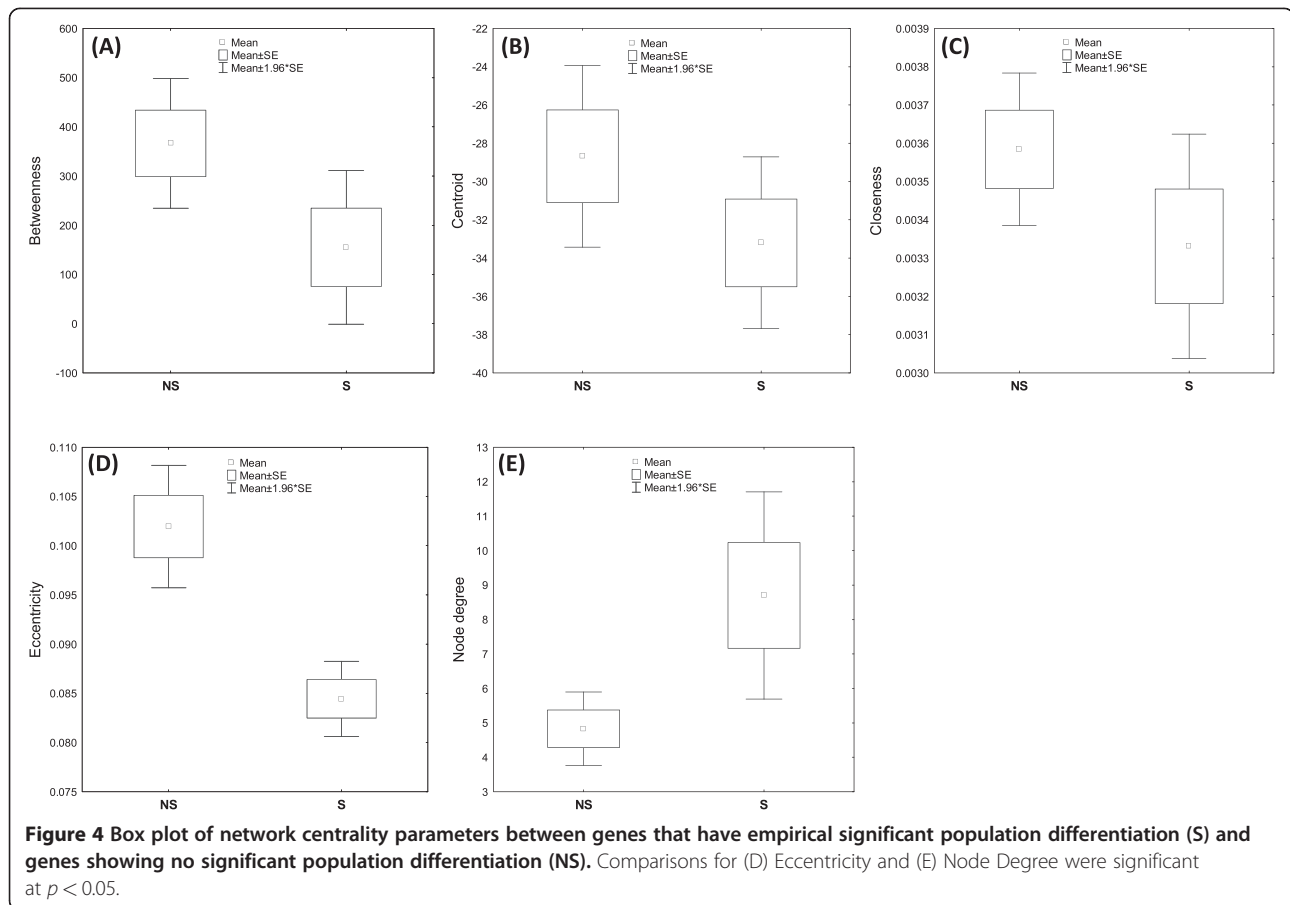 (A)
Mean
Mean±SE
Mean±1.96*SE
600
500
400
300
200
100
0
-100
Betweenness
NS S
(B)
Mean
Mean±SE
Mean±1.96*SE
-22
-24
-26
-28
-30
-32
-34
-36
-38
-40
Centroid
NS S
(C)
Mean
Mean±SE
Mean±1.96*SE
0.0039
0.0038
0.0037
0.0036
0.0035
0.0034
0.0033
0.0032
0.0031
0.0030
Closeness
NS S
(D)
Mean
Mean±SE
Mean±1.96*SE
0.110
0.105
0.100
0.095
0.090
0.085
0.080
0.075
Eccentricity
NS S
(E)
Mean
Mean±SE
Mean±1.96*SE
13
12
11
10
9
8
7
6
5
4
3
Node degree
NS S
Figure 4 Box plot of network centrality parameters between genes that have empirical significant population differentiation (S) and
genes showing no significant population differentiation (NS). Comparisons for (D) Eccentricity and (E) Node Degree were significant
at p < 0.05.